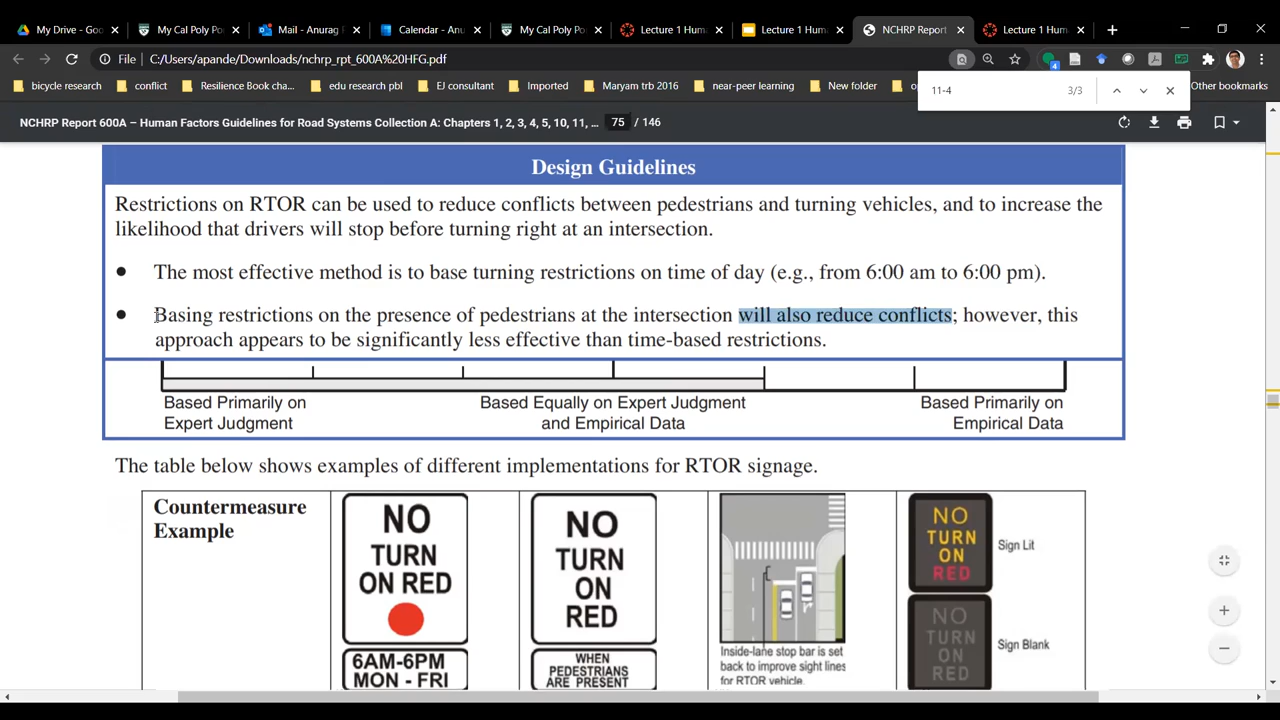 My Drive - Goo
My Cal Poly Po
Mail - Anurag P
Calendar - Anu
My Cal Poly Po
Lecture 1 Hum
Lecture 1 Hum
NCHRP Report
Lecture 1 Hum
File
C:/Users/apande/Downloads/nchrp_rpt_600A%20HFG.pdf
4
bicycle research
conflict
Resilience Book cha...
edu research pbl
EJ consultant
Imported
Maryam trb 2016
near-peer learning
New folder
Other bookmarks
11-4
3/3
NCHRP Report 600A – Human Factors Guidelines for Road Systems Collection A: Chapters 1, 2, 3, 4, 5, 10, 11, ...
75 / 146
Design Guidelines
Restrictions on RTOR can be used to reduce conflicts between pedestrians and turning vehicles, and to increase the
likelihood that drivers will stop before turning right at an intersection.
● The most effective method is to base turning restrictions on time of day (e.g., from 6:00 am to 6:00 pm).
● Basing restrictions on the presence of pedestrians at the intersection will also reduce conflicts; however, this
approach appears to be significantly less effective than time-based restrictions.
Based Primarily on
Expert Judgment
Based Equally on Expert Judgment
and Empirical Data
Based Primarily on
Empirical Data
The table below shows examples of different implementations for RTOR signage.
Countermeasure
Example
NO
TURN
ON RED
6AM-6PM
MON - FRI
NO
TURN
ON
RED
WHEN
PEDESTRIANS
ARE PRESENT
Inside-lane stop bar is set
back to improve sight lines
for RTOR vehicle.
NO
TURN
ON
RED
Sign Lit
NO
TURN
ON
RED
Sign Blank